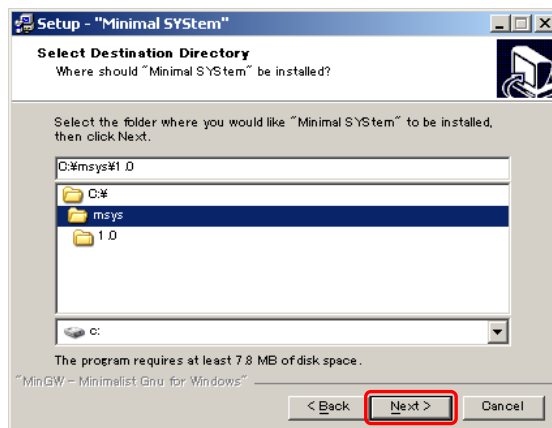 Setup - "Minimal SYStem"
Select Destination Directory
Where should "Minimal SYStem" be installed?
Select the folder where you would like "Minimal SYStem" to be installed,
then click Next.
C:¥msys¥1.0
C:¥
msys
1.0
c:
The program requires at least 7.8 MB of disk space.
"MinGW - Minimalist Gnu for Windows"
< Back Next > Cancel